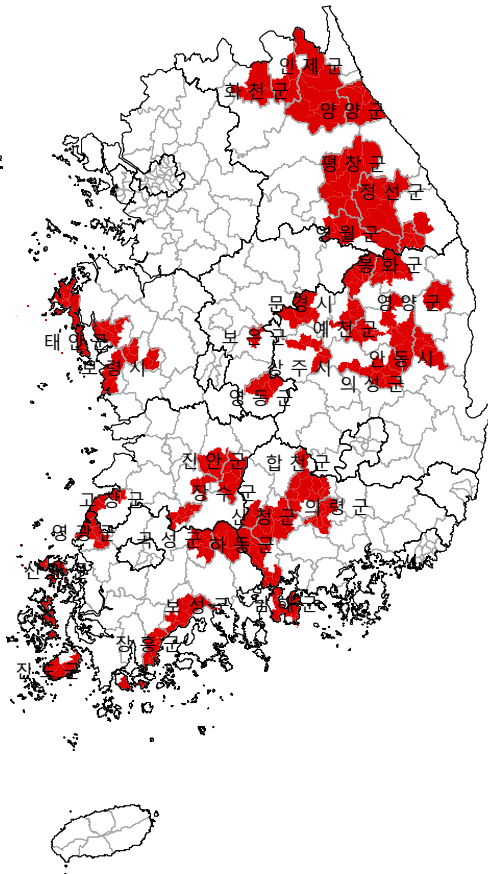 인제군
화천군
양양군
평창군
정선군
영월군
봉화군
문경시
영양군
보은군
예천군
태안군
보령시
상주시
안동시
의성군
영동군
진안군
합천군
장수군
고창군
산청군
의령군
영광군
곡성군
하동군
신안군
보성군
남해군
장흥군
진도군